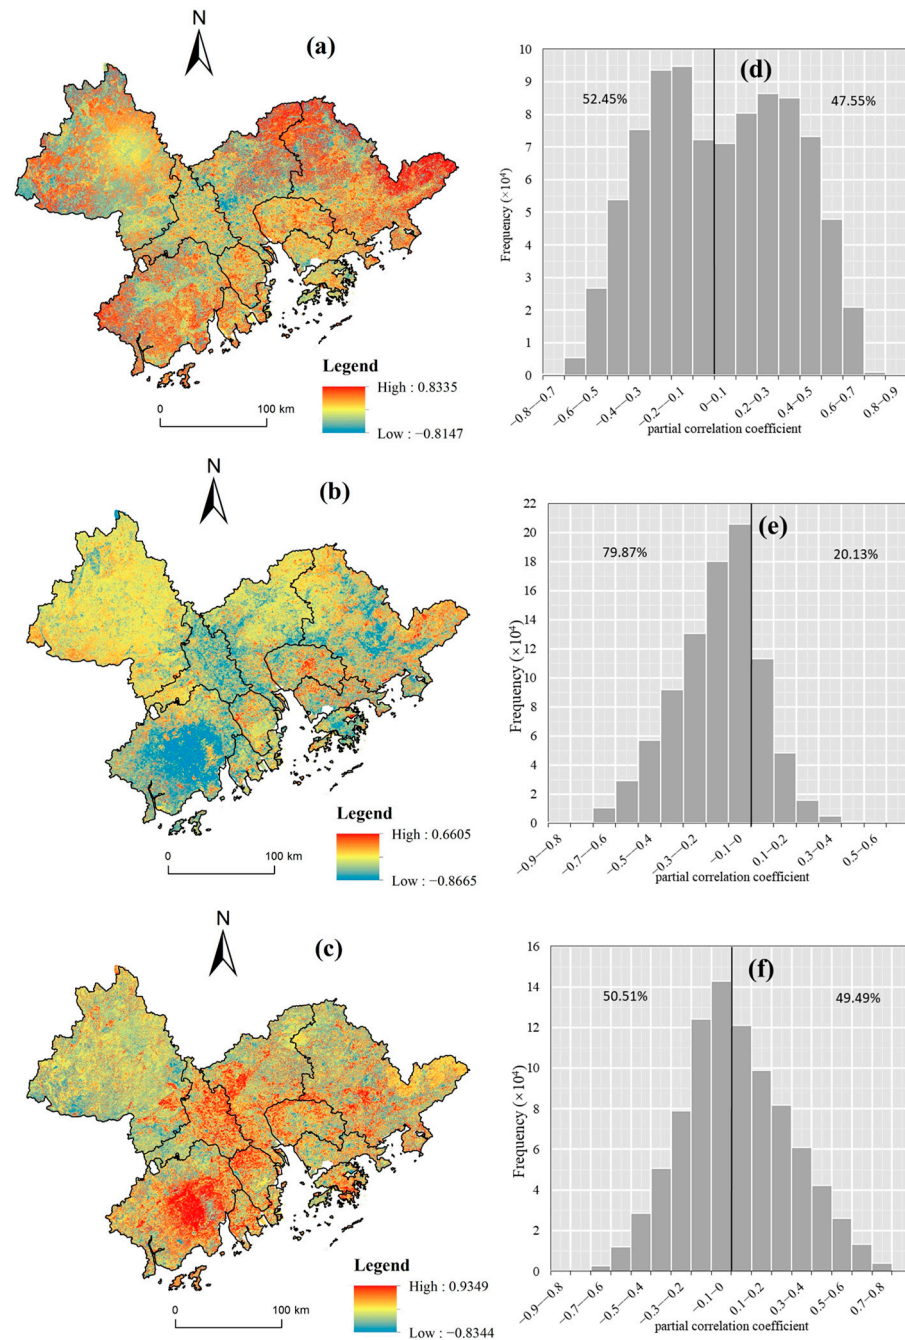 N
(a)
Legend
High : 0.8335
Low : −0.8147
0
100 km
(d)
52.45%
47.55%
Frequency (×10⁴)
10
9
8
7
6
5
4
3
2
1
0
−0.8−−0.7
−0.6−−0.5
−0.4−−0.3
−0.2−−0.1
0−0.1
0.2−0.3
0.4−0.5
0.6−0.7
0.8−0.9
partial correlation coefficient
N
(b)
Legend
High : 0.6605
Low : −0.8665
0
100 km
(e)
79.87%
20.13%
Frequency (×10⁴)
22
20
18
16
14
12
10
8
6
4
2
0
−0.9−−0.8
−0.7−−0.6
−0.5−−0.4
−0.3−−0.2
−0.1−0
0.1−0.2
0.3−0.4
0.5−0.6
partial correlation coefficient
N
(c)
Legend
High : 0.9349
Low : −0.8344
0
100 km
(f)
50.51%
49.49%
Frequency (×10⁴)
16
14
12
10
8
6
4
2
0
−0.9−−0.8
−0.7−−0.6
−0.5−−0.4
−0.3−−0.2
−0.1−0
0.1−0.2
0.3−0.4
0.5−0.6
0.7−0.8
partial correlation coefficient